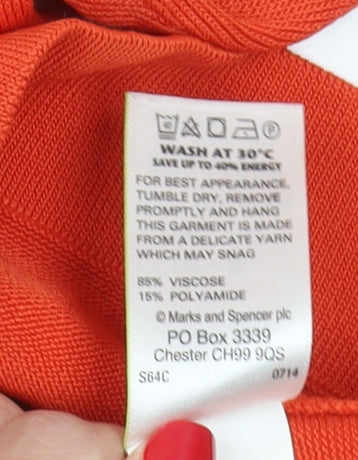 40
P
WASH AT 30°C
SAVE UP TO 40% ENERGY
FOR BEST APPEARANCE,
TUMBLE DRY, REMOVE
PROMPTLY AND HANG
THIS GARMENT IS MADE
FROM A DELICATE YARN
WHICH MAY SNAG
85% VISCOSE
15% POLYAMIDE
© Marks and Spencer plc
PO Box 3339
Chester CH99 9QS
S64C 0714